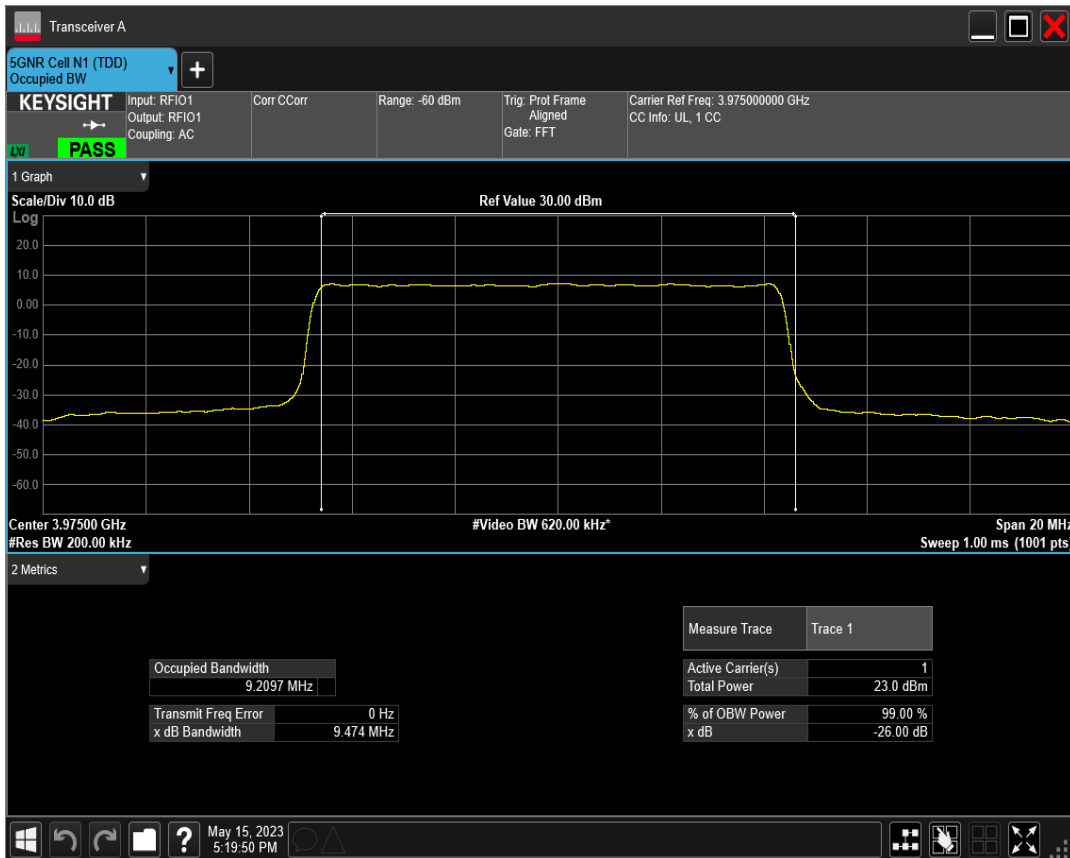 Transceiver A
5GNR Cell N1 (TDD)
Occupied BW
+
KEYSIGHT
LXI
PASS
Input: RFIO1
Output: RFIO1
Coupling: AC
Corr CCorr
Range: -60 dBm
Trig: Prot Frame
Aligned
Gate: FFT
Carrier Ref Freq: 3.975000000 GHz
CC Info: UL, 1 CC
1 Graph
Scale/Div 10.0 dB
Ref Value 30.00 dBm
Log
20.0
10.0
0.00
-10.0
-20.0
-30.0
-40.0
-50.0
-60.0
Center 3.97500 GHz
#Video BW 620.00 kHz*
Span 20 MHz
#Res BW 200.00 kHz
Sweep 1.00 ms (1001 pts)
2 Metrics
Measure Trace Trace 1
Occupied Bandwidth
9.2097 MHz
Active Carrier(s) 1
Total Power 23.0 dBm
Transmit Freq Error 0 Hz
x dB Bandwidth 9.474 MHz
% of OBW Power 99.00 %
x dB -26.00 dB
?
May 15, 2023
5:19:50 PM